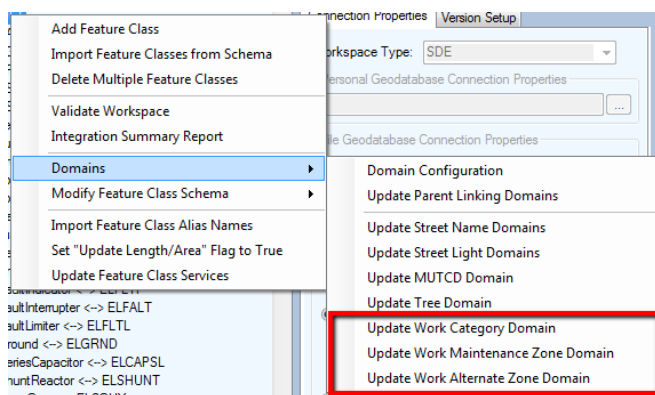 Connection Properties Version Setup
Add Feature Class
Import Feature Classes from Schema
Workspace Type: SDE
Delete Multiple Feature Classes
Personal Geodatabase Connection Properties
Validate Workspace
...
Integration Summary Report
File Geodatabase Connection Properties
Domains
Domain Configuration
Modify Feature Class Schema
Update Parent Linking Domains
Import Feature Class Alias Names
Update Street Name Domains
Set "Update Length/Area" Flag to True
Update Street Light Domains
Update Feature Class Services
Update MUTCD Domain
aultInterrupter <--> ELFALT
Update Tree Domain
aultLimiter <--> ELFLTL
Update Work Category Domain
round <--> ELGRND
Update Work Maintenance Zone Domain
eriesCapacitor <--> ELCAPSL
Update Work Alternate Zone Domain
huntReactor <--> ELSHUNT